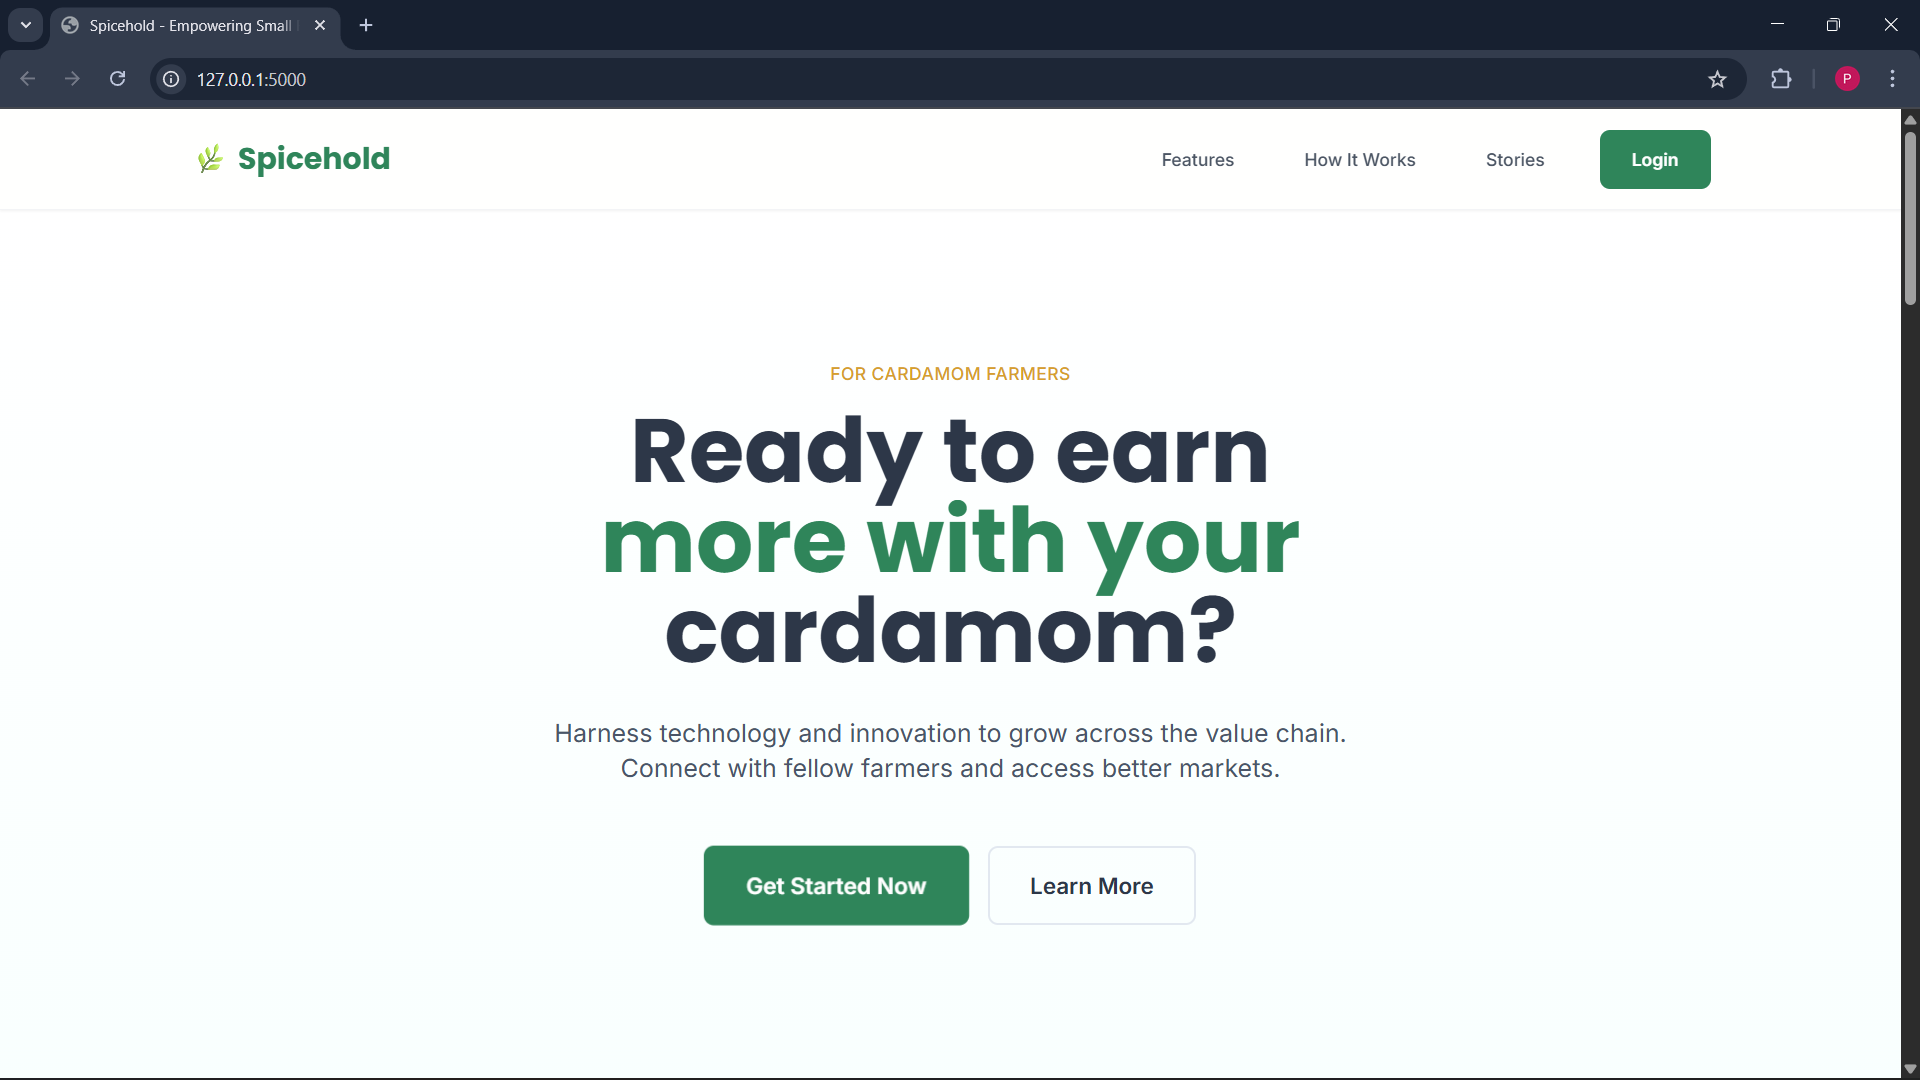 Spicehold - Empowering Small
127.0.0.1:5000
P
Spicehold
Features
How It Works
Stories
Login
FOR CARDAMOM FARMERS
Ready to earn
more with your
cardamom?
Harness technology and innovation to grow across the value chain.
Connect with fellow farmers and access better markets.
Get Started Now
Learn More